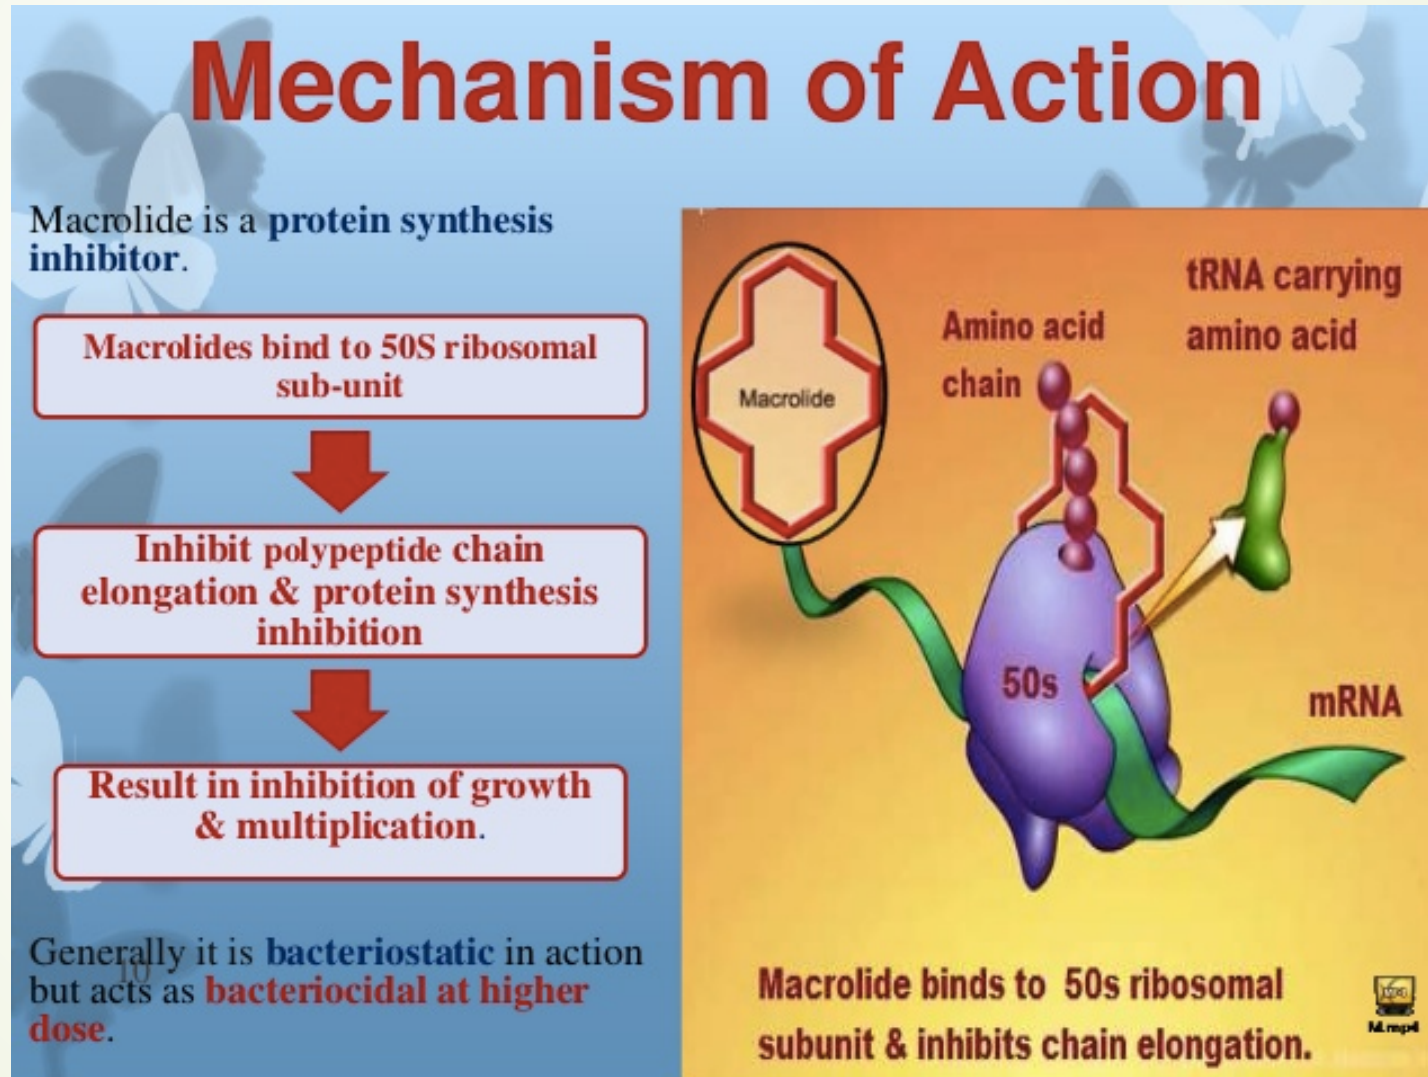 Mechanism of Action
Macrolide is a protein synthesis
inhibitor.
Macrolides bind to 50S ribosomal
sub-unit
Inhibit polypeptide chain
elongation & protein synthesis
inhibition
Result in inhibition of growth
& multiplication.
Generally it is bacteriostatic in action
10
but acts as bacteriocidal at higher
dose.
Macrolide
Amino acid
chain
tRNA carrying
amino acid
50s
mRNA
Macrolide binds to 50s ribosomal
subunit & inhibits chain elongation.
M.mp4